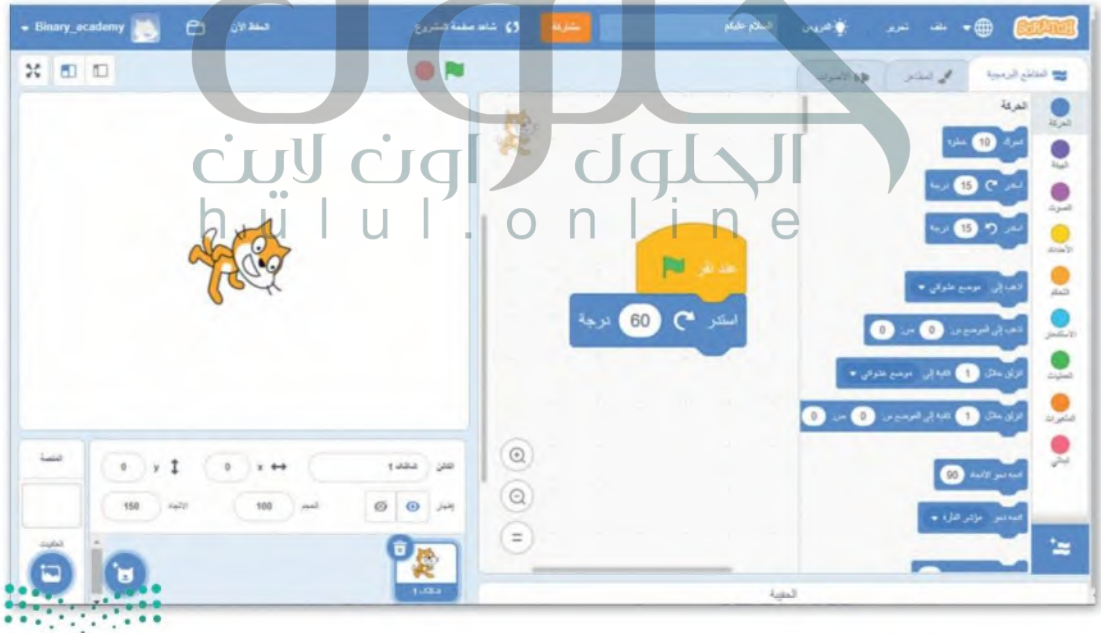 SCRATCH ملف تحرير الدروس السلام عليكم مشاركة شاهد صفحة المشروع الحفظ الآن Binary_academy
المقاطع البرمجية المظاهر الأصوات
الحركة
الحركة
الهيئة
الصوت
الأحداث
التحكم
الاستشعار
العمليات
المتغيرات
لبناتي
تحرك 10 خطوة
استدر 15 درجة
استدر 15 درجة
اذهب إلى موضع عشوائي
اذهب إلى الموضع س: 0 ص: 0
انزلق خلال 1 ثانية إلى موضع عشوائي
انزلق خلال 1 ثانية إلى الموضع س: 0 ص: 0
اتجه نحو الاتجاه 90
اتجه نحو مؤشر الفأرة
حلول
الحلول اون لاين
hulul.online
عند نقر
استدر 60 درجة
الكائن x 0 y 0
إظهار الحجم 100 الاتجاه 150
المنصة
الخلفيات
الحقيبة